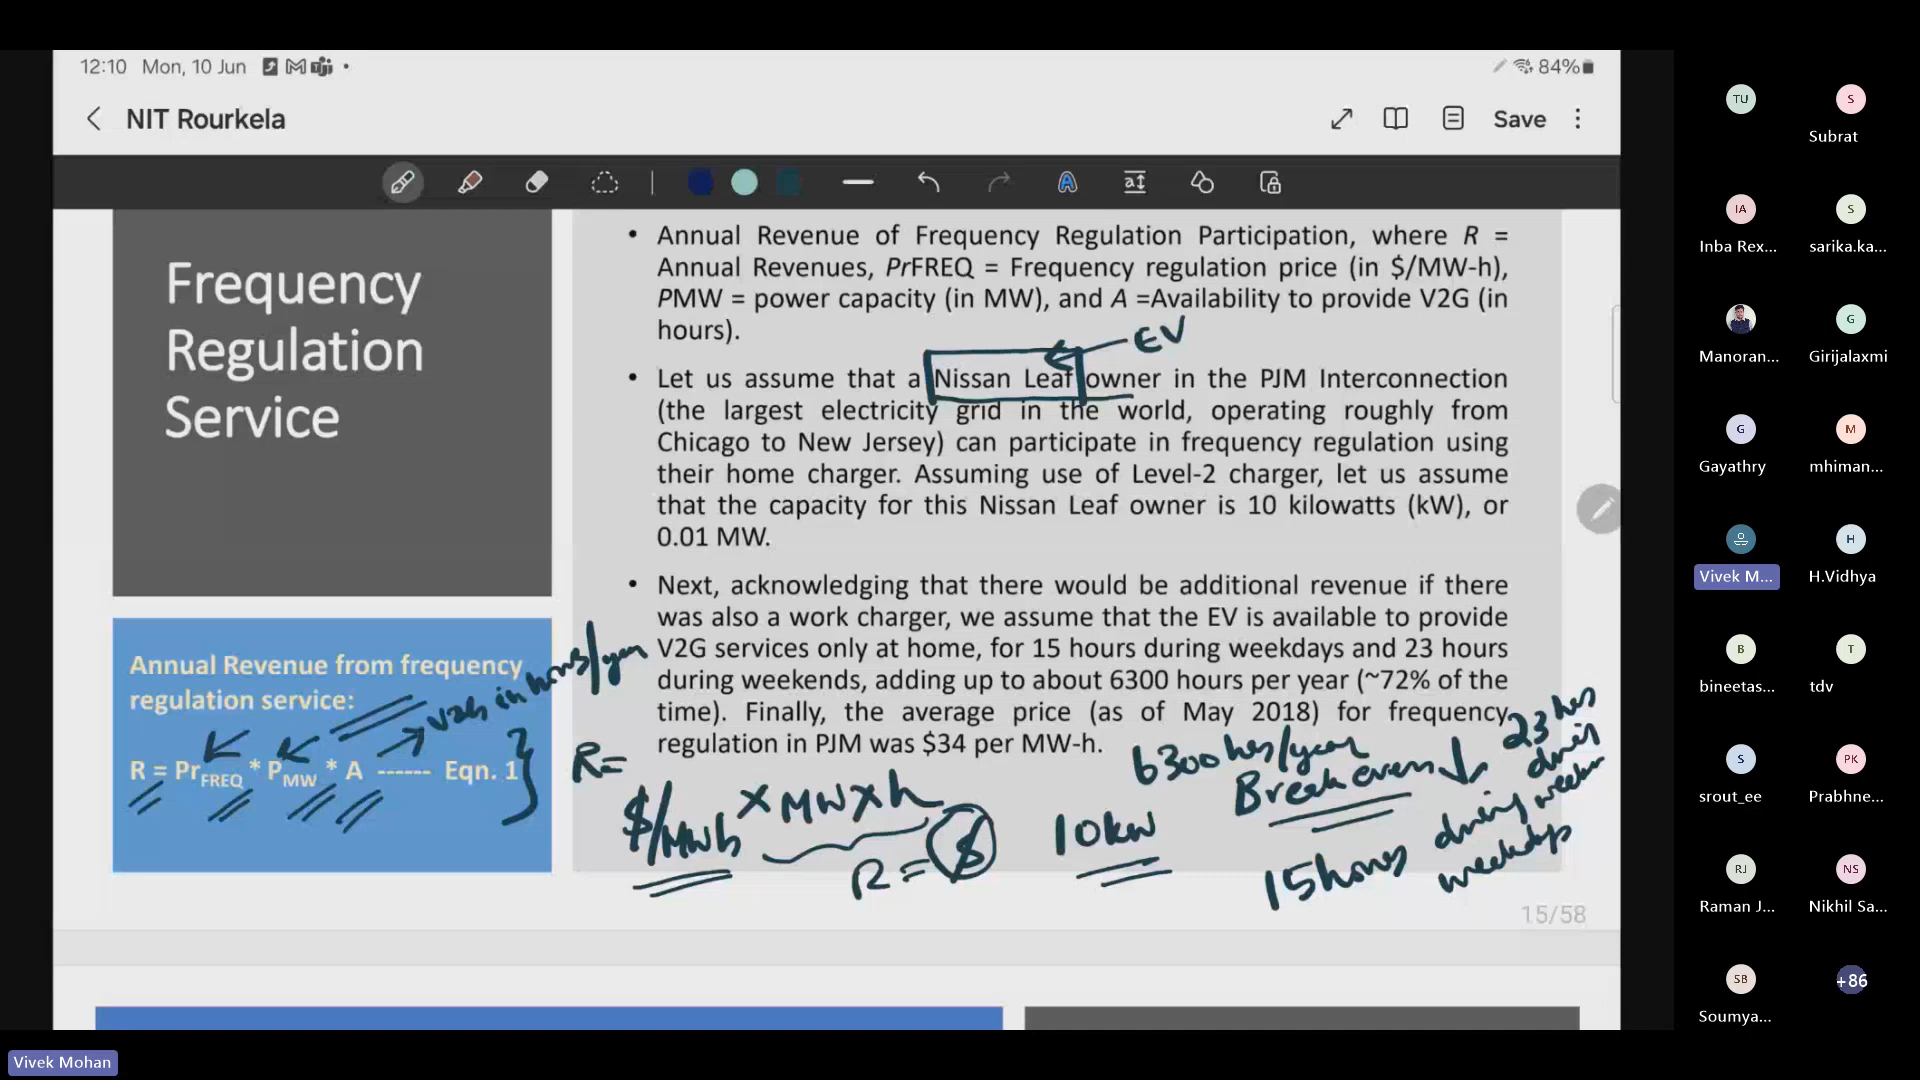 12:10 Mon, 10 Jun
84%
NIT Rourkela
Save
Frequency
Regulation
Service
• Annual Revenue of Frequency Regulation Participation, where R =
Annual Revenues, PrFREQ = Frequency regulation price (in $/MW-h),
PMW = power capacity (in MW), and A =Availability to provide V2G (in
hours).
EV
• Let us assume that a Nissan Leaf owner in the PJM Interconnection
(the largest electricity grid in the world, operating roughly from
Chicago to New Jersey) can participate in frequency regulation using
their home charger. Assuming use of Level-2 charger, let us assume
that the capacity for this Nissan Leaf owner is 10 kilowatts (kW), or
0.01 MW.
• Next, acknowledging that there would be additional revenue if there
was also a work charger, we assume that the EV is available to provide
V2G services only at home, for 15 hours during weekdays and 23 hours
during weekends, adding up to about 6300 hours per year (~72% of the
time). Finally, the average price (as of May 2018) for frequency
regulation in PJM was $34 per MW-h.
Annual Revenue from frequency
regulation service:
R = PrFREQ * PMW * A ------ Eqn. 1
in hours/year
R=
$/MWh × MW × h
R = $
10kW
6300 hrs/year
Break even
15 hours
during
weekdays
23 hrs
during
15/58
TU
S
Subrat
IA
Inba Rex...
S
sarika.ka...
Manoran...
G
Girijalaxmi
G
Gayathry
M
mhiman...
Vivek M...
H
H.Vidhya
B
bineetas...
T
tdv
S
srout_ee
PK
Prabhne...
RJ
Raman J...
NS
Nikhil Sa...
SB
Soumya...
+86
Vivek Mohan